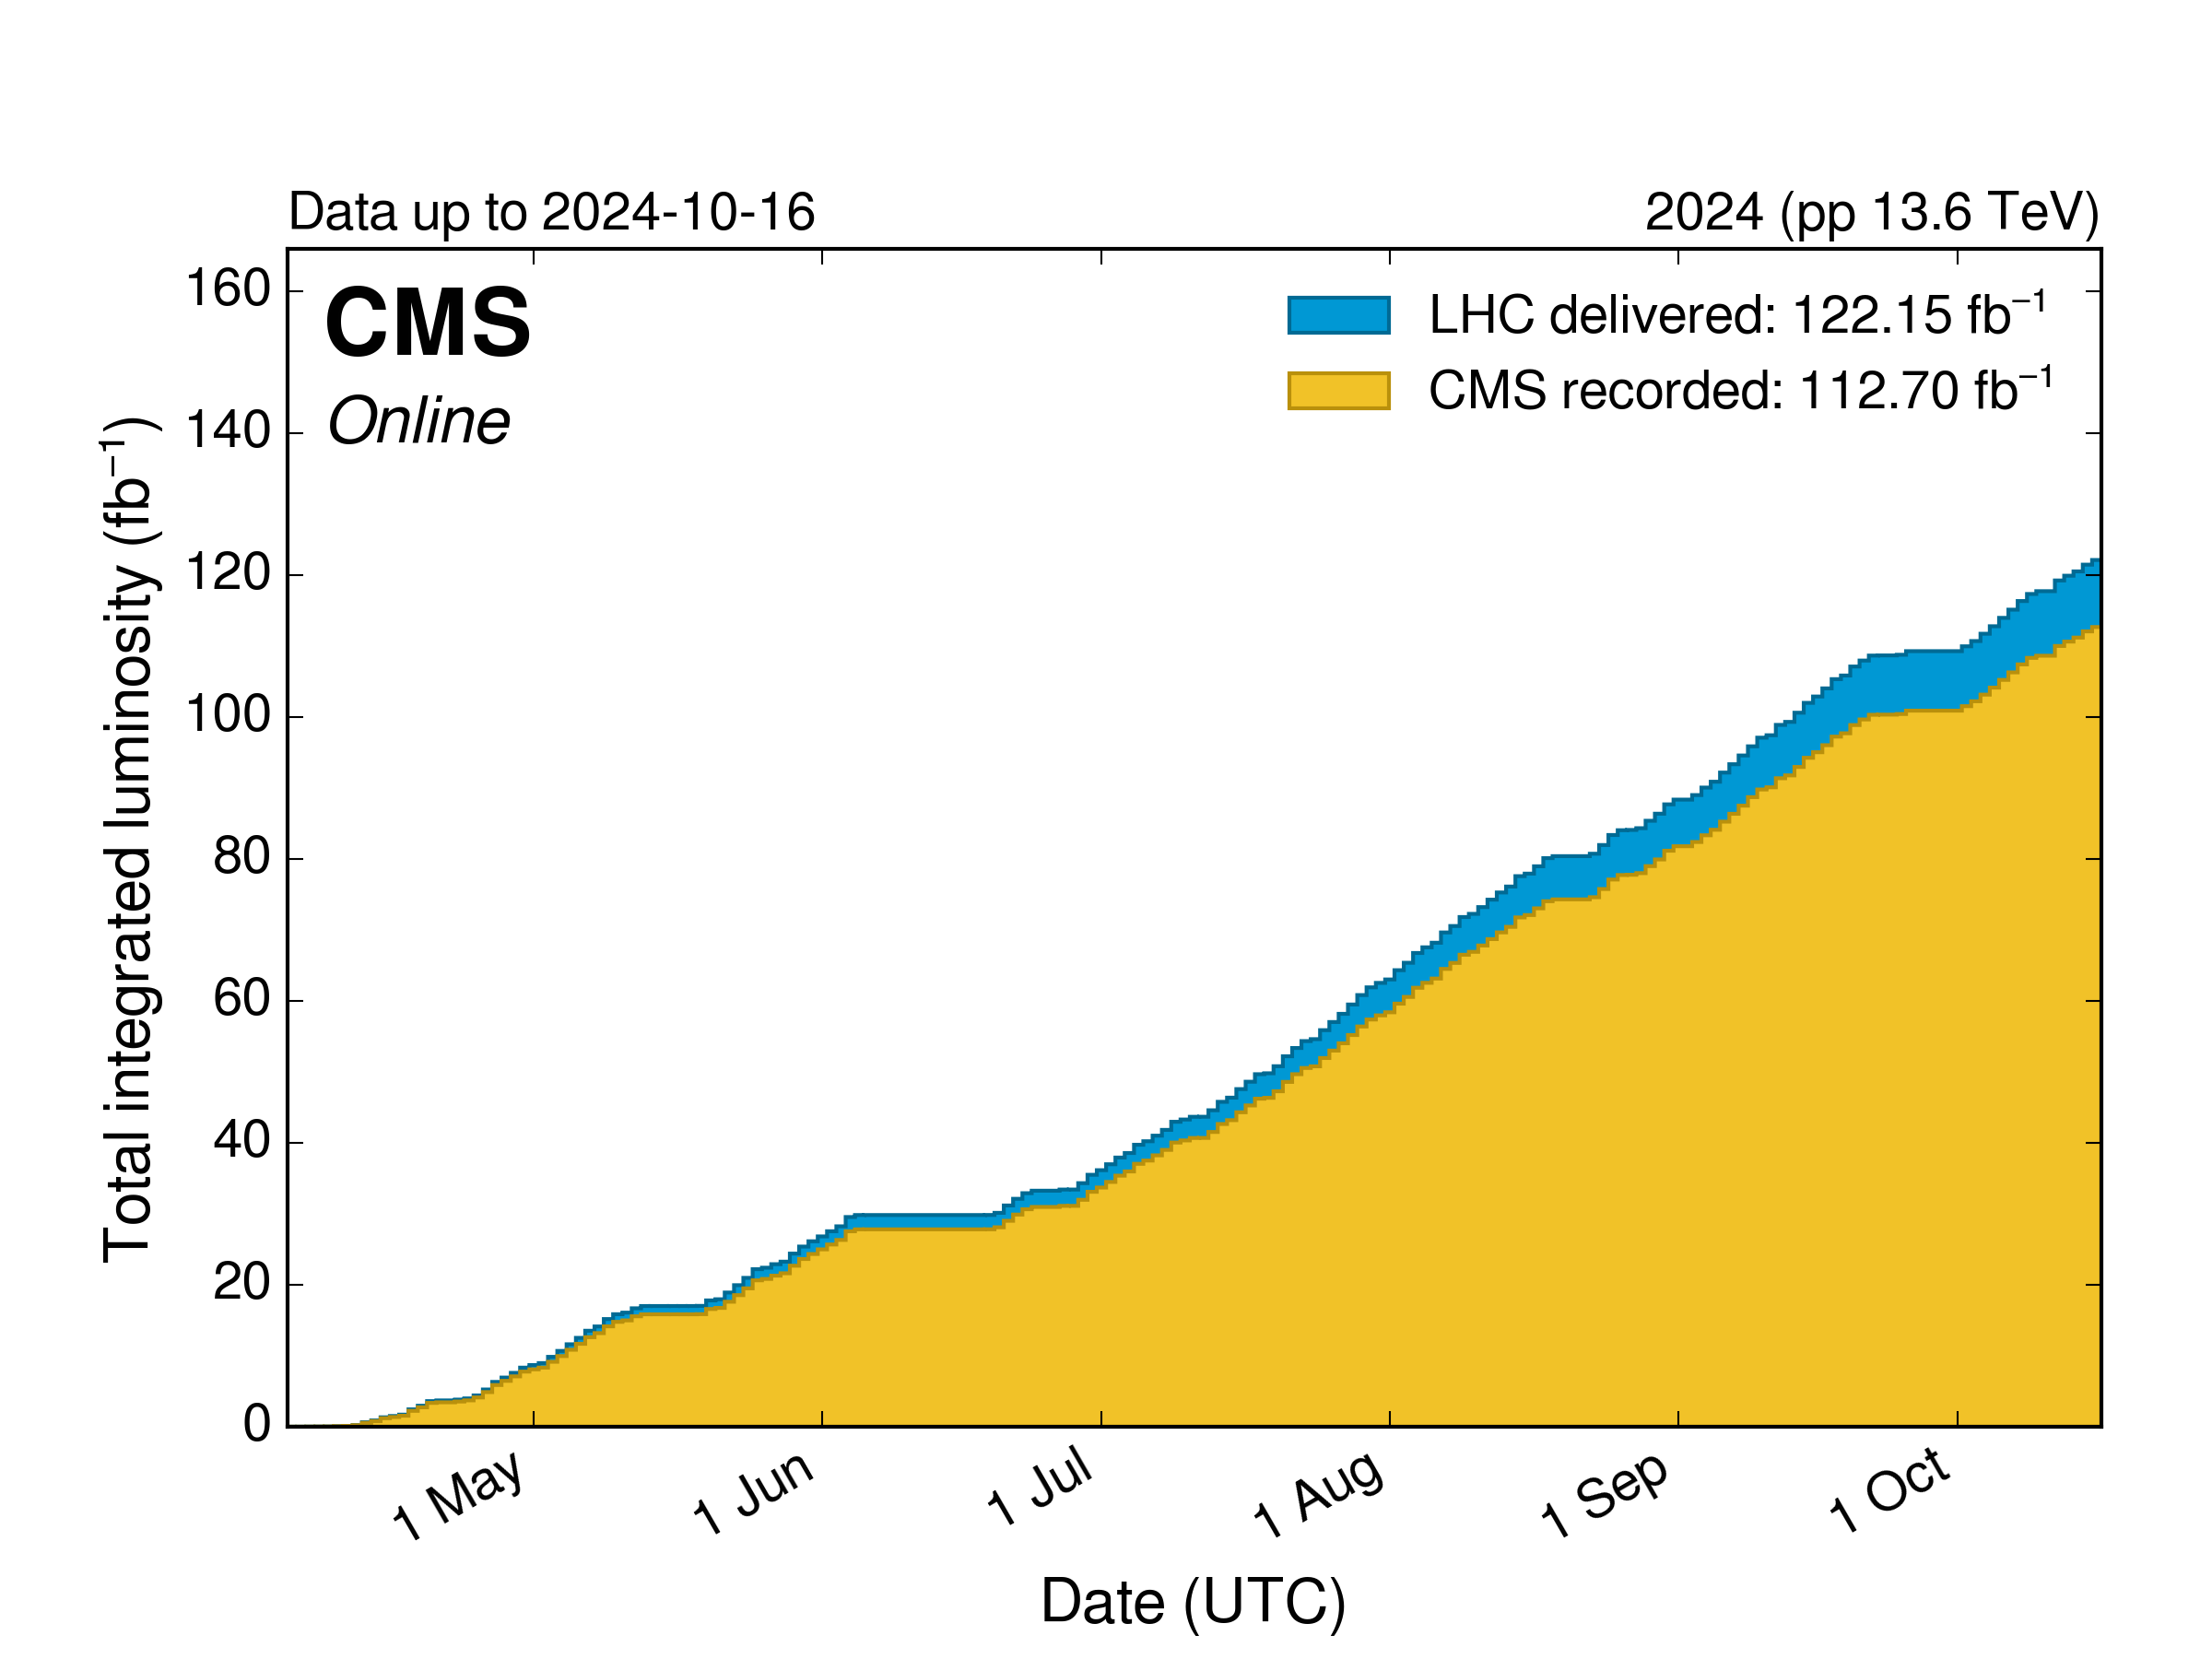 Data up to 2024-10-16
2024 (pp 13.6 TeV)
CMS
Online
LHC delivered: 122.15 fb⁻¹
CMS recorded: 112.70 fb⁻¹
Total integrated luminosity (fb⁻¹)
160
140
120
100
80
60
40
20
0
1 May
1 Jun
1 Jul
1 Aug
1 Sep
1 Oct
Date (UTC)